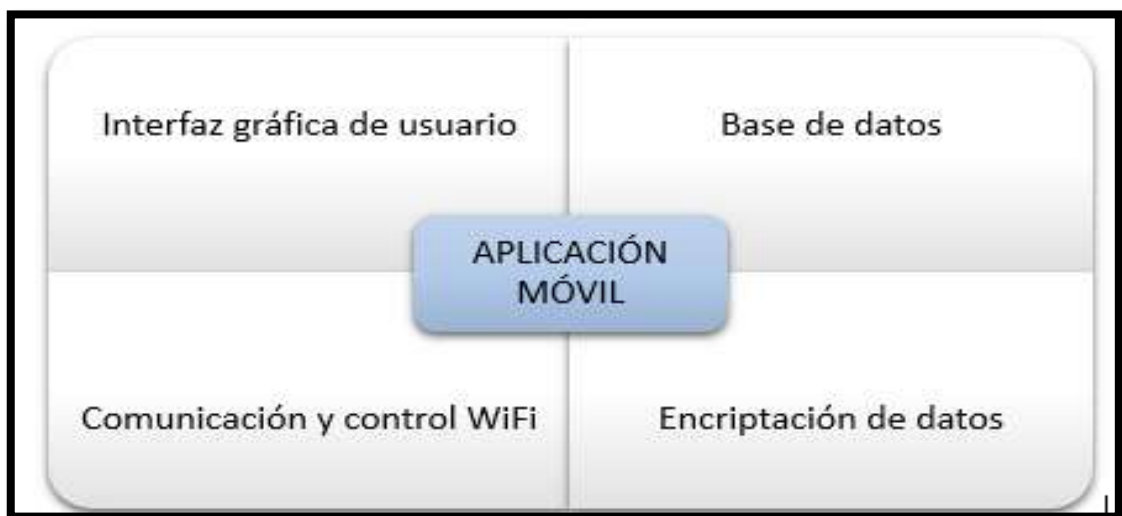 Interfaz gráfica de usuario
Base de datos
APLICACIÓN
MÓVIL
Comunicación y control WiFi
Encriptación de datos